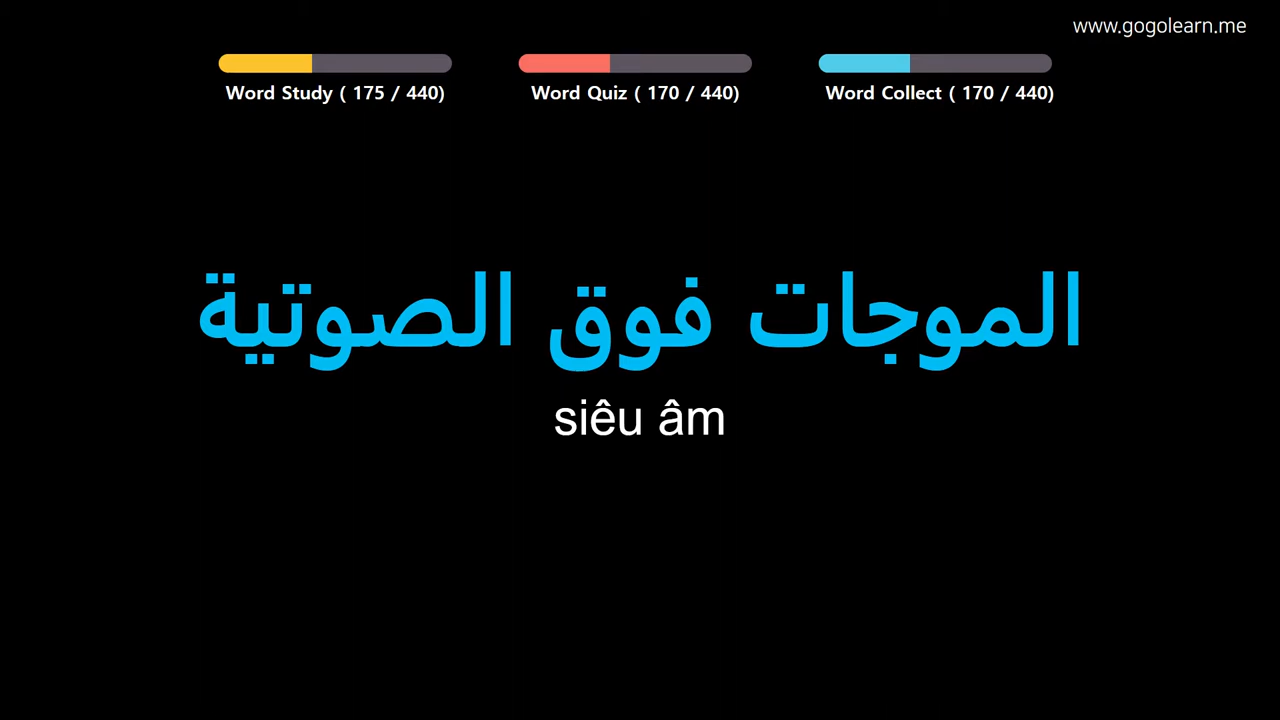 www.gogolearn.me
Word Study ( 175 / 440)
Word Quiz ( 170 / 440)
Word Collect ( 170 / 440)
الموجات فوق الصوتية
siêu âm